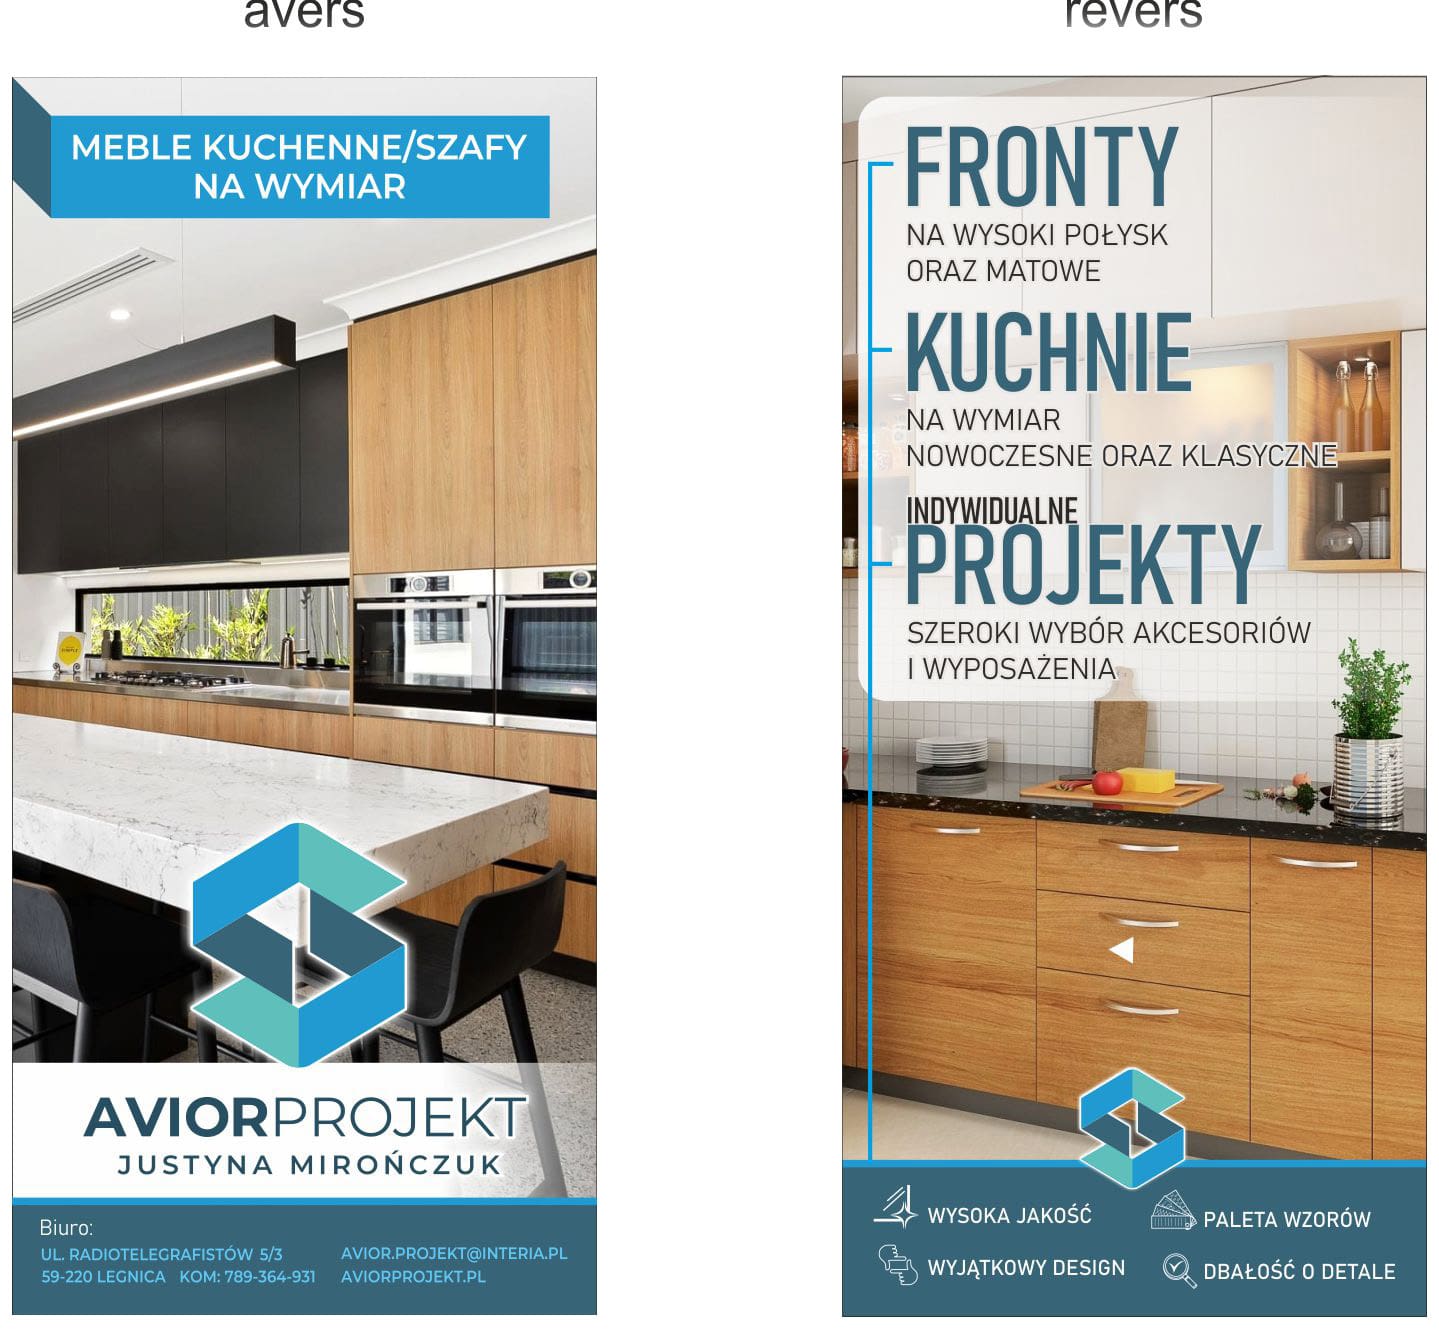 avers
MEBLE KUCHENNE/SZAFY
NA WYMIAR
AVIORPROJEKT
JUSTYNA MIROŃCZUK
Biuro:
UL. RADIOTELEGRAFISTÓW 5/3
59-220 LEGNICA KOM: 789-364-931
AVIOR.PROJEKT@INTERIA.PL
AVIORPROJEKT.PL
revers
FRONTY
NA WYSOKI POŁYSK
ORAZ MATOWE
KUCHNIE
NA WYMIAR
NOWOCZESNE ORAZ KLASYCZNE
INDYWIDUALNE
PROJEKTY
SZEROKI WYBÓR AKCESORIÓW
I WYPOSAŻENIA
WYSOKA JAKOŚĆ
PALETA WZORÓW
WYJĄTKOWY DESIGN
DBAŁOŚĆ O DETALE